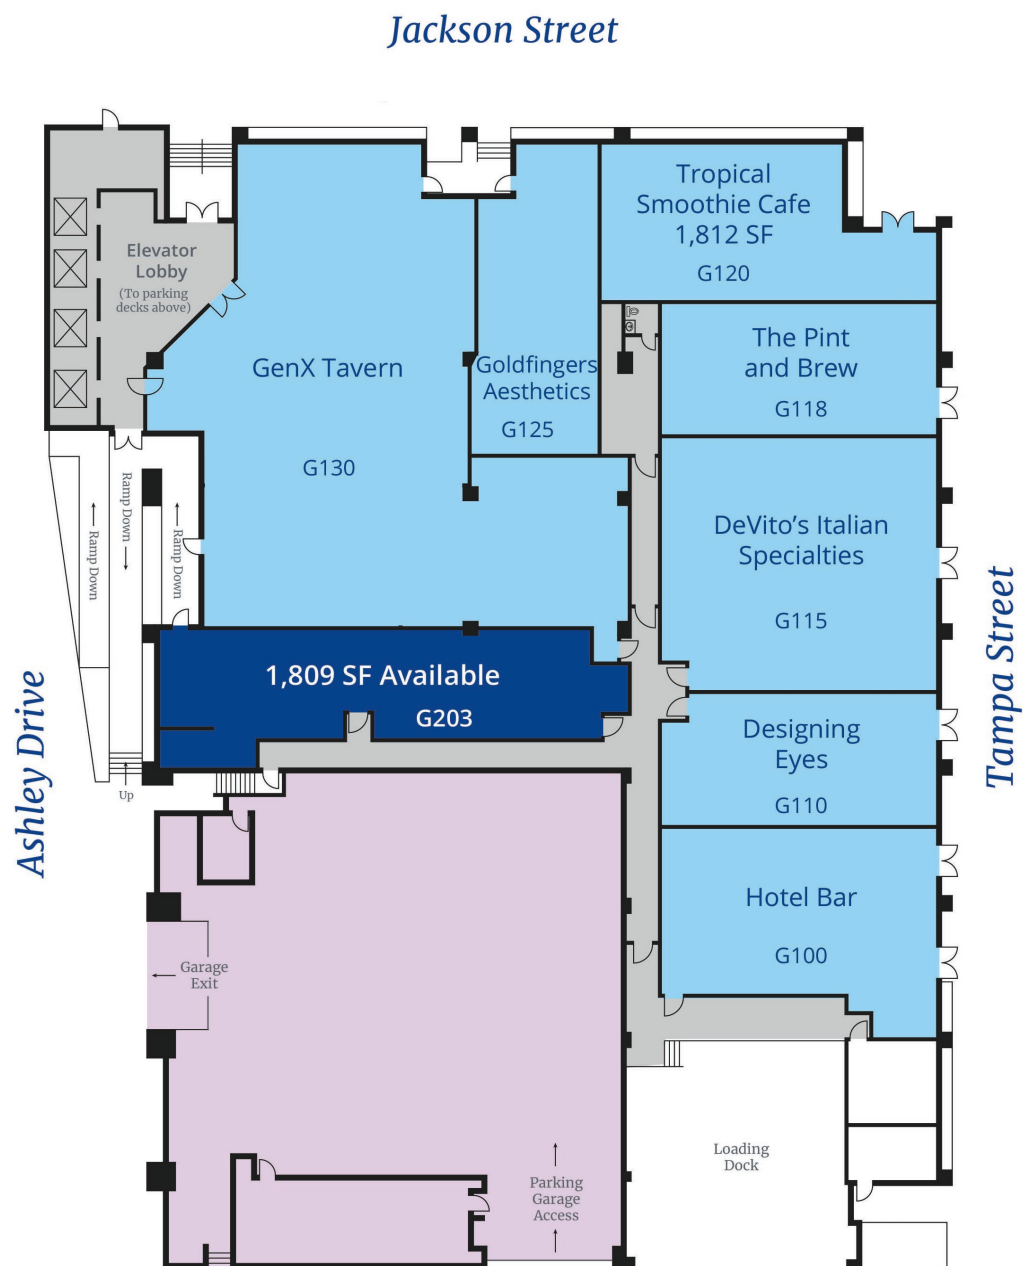 Jackson Street
Tropical
Smoothie Cafe
1,812 SF
G120
Elevator
Lobby
(To parking
decks above)
GenX Tavern
G130
Goldfingers
Aesthetics
G125
The Pint
and Brew
G118
DeVito's Italian
Specialties
G115
Ramp Down
Ramp Down
Ramp Down
1,809 SF Available
G203
Designing
Eyes
G110
Up
Ashley Drive
Tampa Street
Hotel Bar
G100
Garage
Exit
Parking
Garage
Access
Loading
Dock